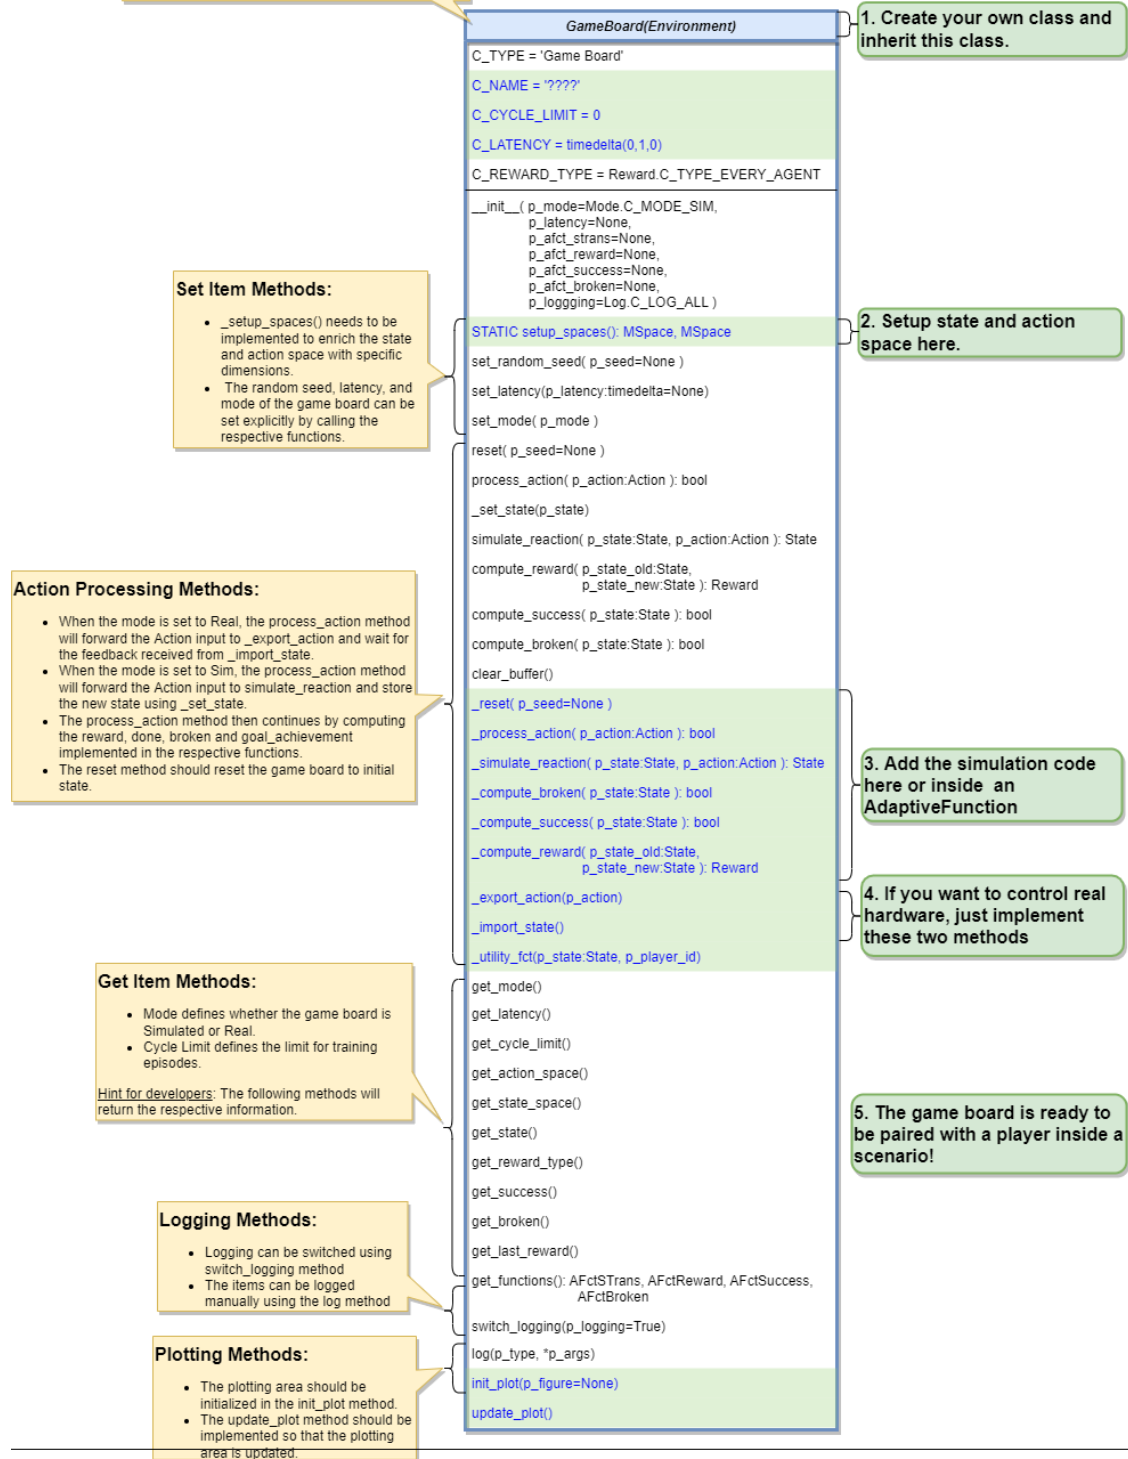 GameBoard(Environment)
C_TYPE = 'Game Board'
C_NAME = '????'
C_CYCLE_LIMIT = 0
C_LATENCY = timedelta(0,1,0)
C_REWARD_TYPE = Reward.C_TYPE_EVERY_AGENT
__init__( p_mode=Mode.C_MODE_SIM,
p_latency=None,
p_afct_strans=None,
p_afct_reward=None,
p_afct_success=None,
p_afct_broken=None,
p_loggging=Log.C_LOG_ALL )
STATIC setup_spaces(): MSpace, MSpace
set_random_seed( p_seed=None )
set_latency(p_latency:timedelta=None)
set_mode( p_mode )
reset( p_seed=None )
process_action( p_action:Action ): bool
_set_state(p_state)
simulate_reaction( p_state:State, p_action:Action ): State
compute_reward( p_state_old:State,
p_state_new:State ): Reward
compute_success( p_state:State ): bool
compute_broken( p_state:State ): bool
clear_buffer()
_reset( p_seed=None )
_process_action( p_action:Action ): bool
_simulate_reaction( p_state:State, p_action:Action ): State
_compute_broken( p_state:State ): bool
_compute_success( p_state:State ): bool
_compute_reward( p_state_old:State,
p_state_new:State ): Reward
_export_action(p_action)
_import_state()
_utility_fct(p_state:State, p_player_id)
get_mode()
get_latency()
get_cycle_limit()
get_action_space()
get_state_space()
get_state()
get_reward_type()
get_success()
get_broken()
get_last_reward()
get_functions(): AFctSTrans, AFctReward, AFctSuccess,
AFctBroken
switch_logging(p_logging=True)
log(p_type, *p_args)
init_plot(p_figure=None)
update_plot()
Set Item Methods:
• _setup_spaces() needs to be
implemented to enrich the state
and action space with specific
dimensions.
• The random seed, latency, and
mode of the game board can be
set explicitly by calling the
respective functions.
Action Processing Methods:
• When the mode is set to Real, the process_action method
will forward the Action input to _export_action and wait for
the feedback received from _import_state.
• When the mode is set to Sim, the process_action method
will forward the Action input to simulate_reaction and store
the new state using _set_state.
• The process_action method then continues by computing
the reward, done, broken and goal_achievement
implemented in the respective functions.
• The reset method should reset the game board to initial
state.
Get Item Methods:
• Mode defines whether the game board is
Simulated or Real.
• Cycle Limit defines the limit for training
episodes.
Hint for developers: The following methods will
return the respective information.
Logging Methods:
• Logging can be switched using
switch_logging method
• The items can be logged
manually using the log method
Plotting Methods:
• The plotting area should be
initialized in the init_plot method.
• The update_plot method should be
implemented so that the plotting
area is updated.
1. Create your own class and
inherit this class.
2. Setup state and action
space here.
3. Add the simulation code
here or inside an
AdaptiveFunction
4. If you want to control real
hardware, just implement
these two methods
5. The game board is ready to
be paired with a player inside a
scenario!